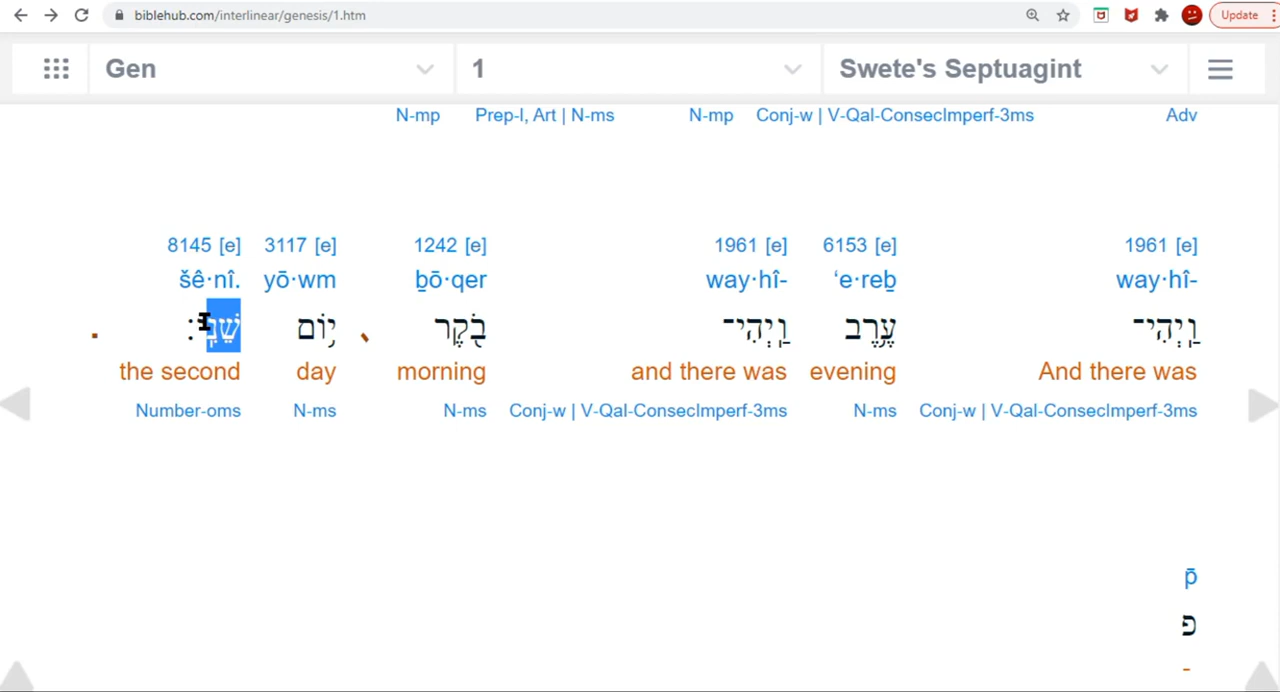 biblehub.com/interlinear/genesis/1.htm Update
Gen 1 Swete's Septuagint
N-mp Prep-l, Art | N-ms N-mp Conj-w | V-Qal-ConsecImperf-3ms Adv
8145 [e] 3117 [e] 1242 [e] 1961 [e] 6153 [e] 1961 [e]
šê·nî. yō·wm ḇō·qer way·hî- ‘e·reḇ way·hî-
וַֽיְהִי־ עֶ֥רֶב וַֽיְהִי־ בֹ֖קֶר י֥וֹם שֵׁנִֽי׃
the second day morning and there was evening And there was
Number-oms N-ms N-ms Conj-w | V-Qal-ConsecImperf-3ms N-ms Conj-w | V-Qal-ConsecImperf-3ms
p̄
פ
-